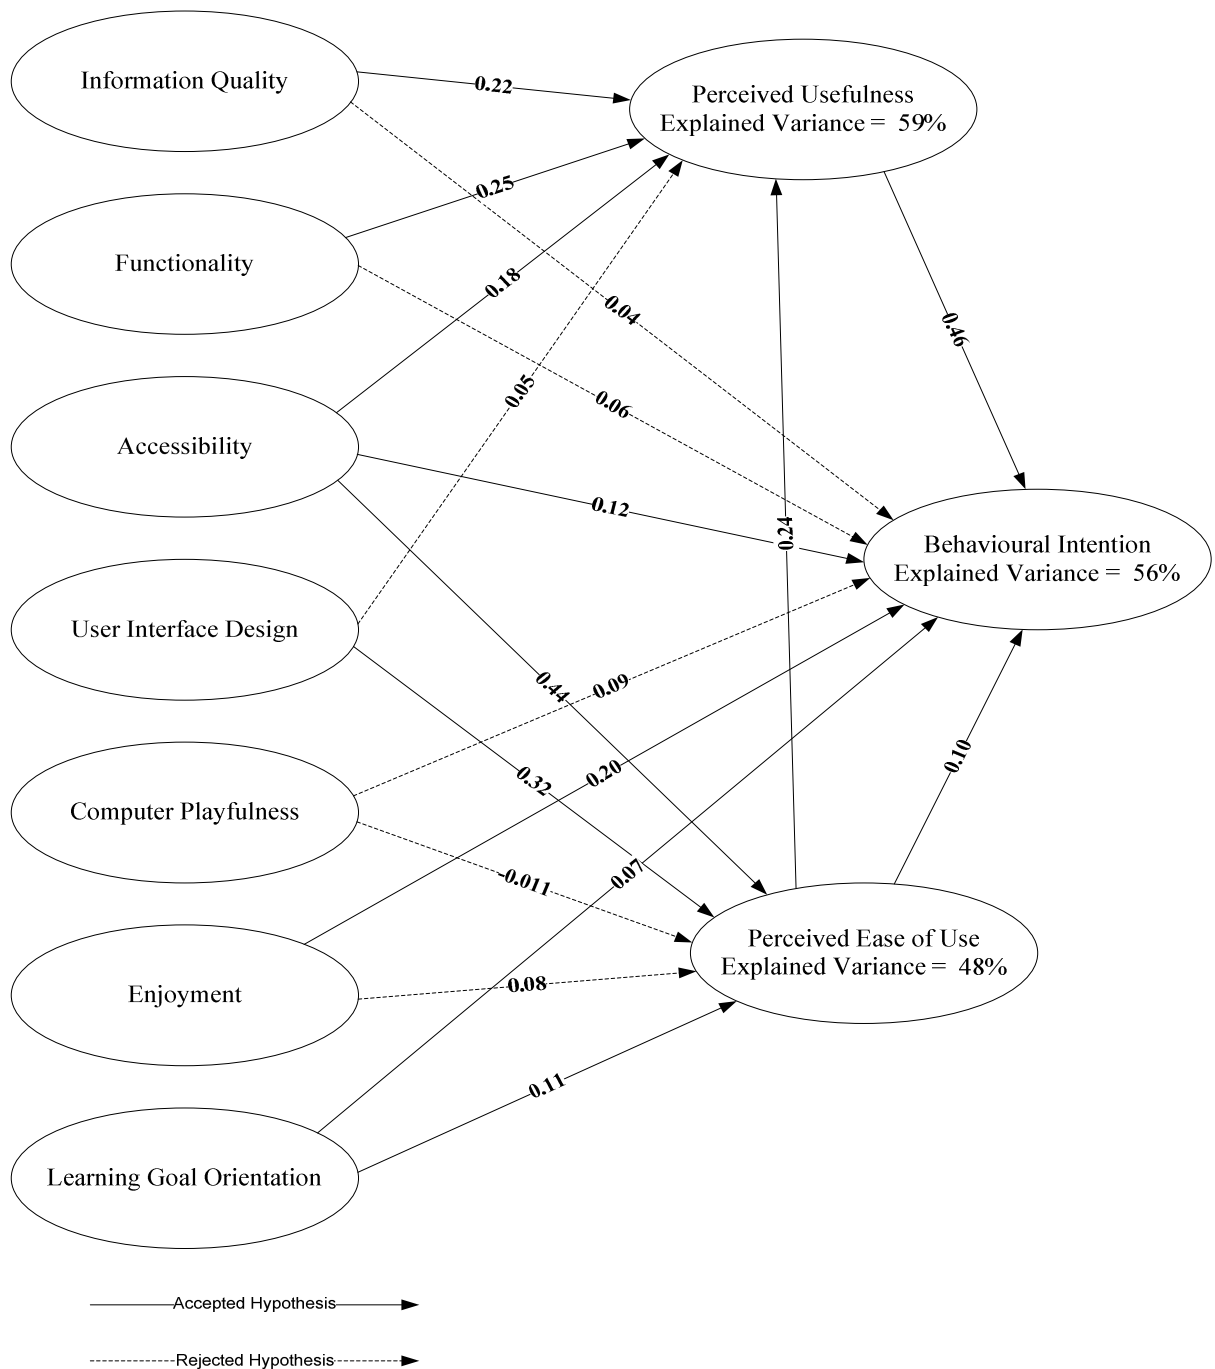 Information Quality
0.22
Perceived Usefulness
Explained Variance = 59%
0.25
Functionality
0.18
0.04
0.46
0.05
0.06
Accessibility
0.12
0.24
Behavioural Intention
Explained Variance = 56%
User Interface Design
0.44
0.09
0.32
0.20
0.10
Computer Playfulness
0.07
-0.011
Perceived Ease of Use
Explained Variance = 48%
Enjoyment
0.08
0.11
Learning Goal Orientation
Accepted Hypothesis
Rejected Hypothesis